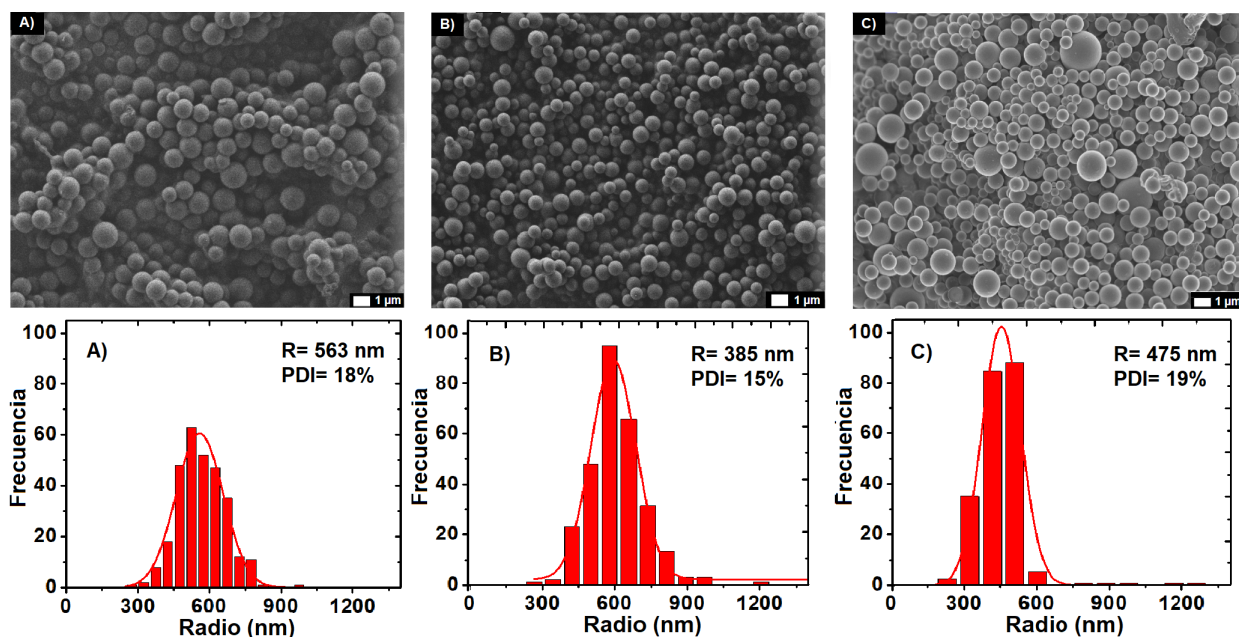 A)
1 µm
B)
1 µm
C)
1 µm
A)
R= 563 nm
PDI= 18%
Frecuencia
100
80
60
40
20
0
0 300 600 900 1200
Radio (nm)
B)
R= 385 nm
PDI= 15%
Frecuencia
100
80
60
40
20
0
300 600 900 1200
Radio (nm)
C)
R= 475 nm
PDI= 19%
Frecuencia
100
80
60
40
20
0
0 300 600 900 1200
Radio (nm)